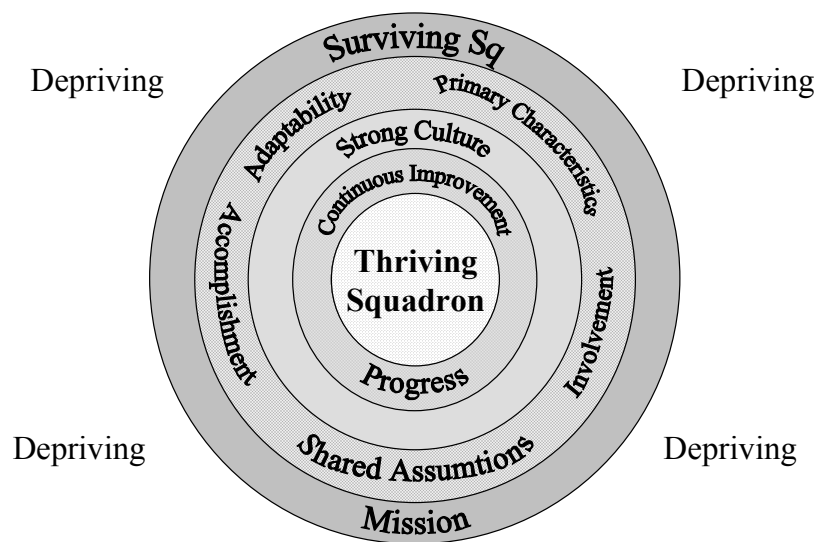 Surviving Sq
Depriving
Depriving
Primary Characteristics
Adaptability
Strong Culture
Continuous Improvement
Accomplishment
Thriving
Squadron
Involvement
Progress
Depriving
Depriving
Shared Assumtions
Mission